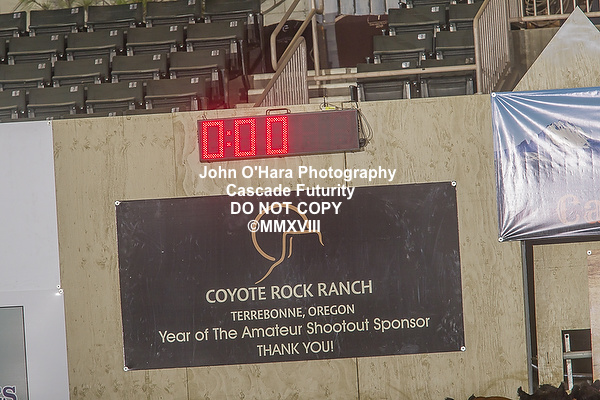 0:00
John O'Hara Photography
Cascade Futurity
DO NOT COPY
©MMXVIII
COYOTE ROCK RANCH
TERREBONNE, OREGON
Year of The Amateur Shootout Sponsor
THANK YOU!